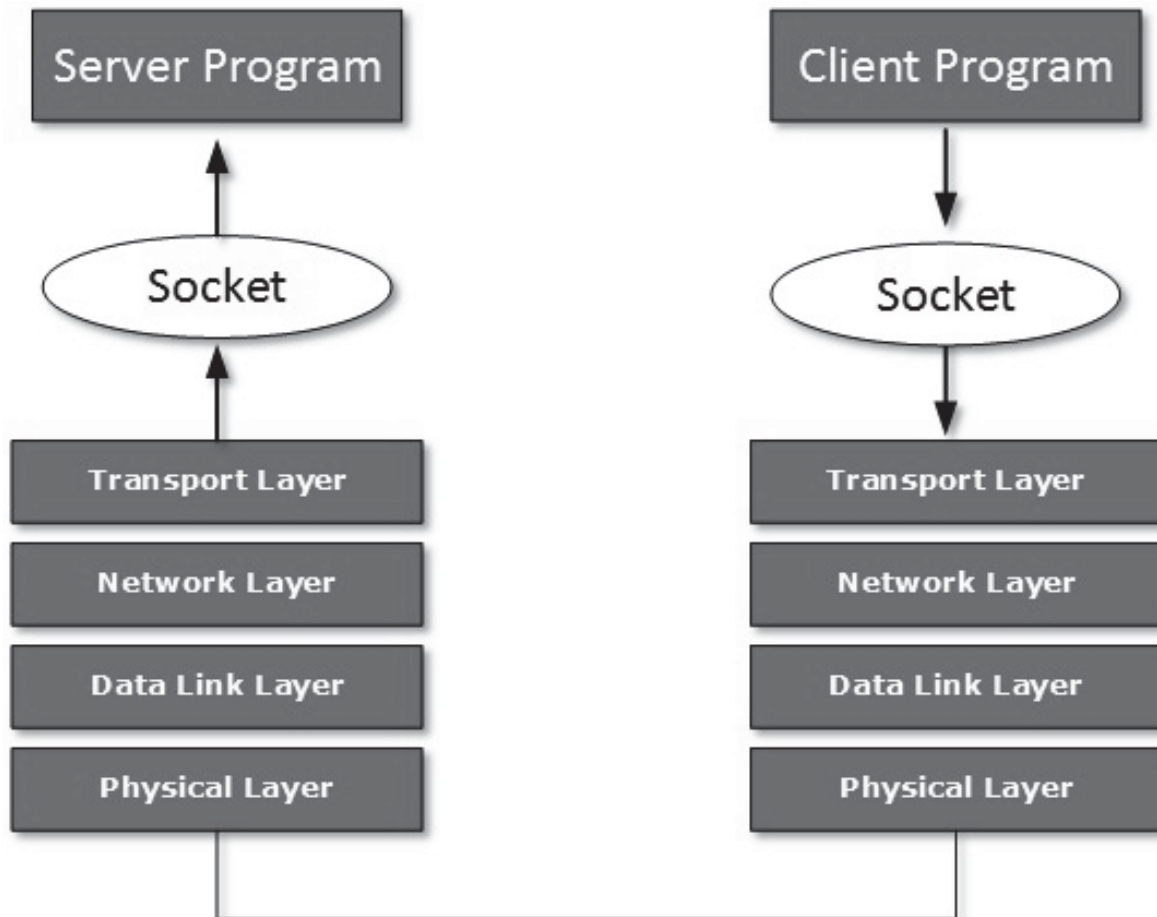 Server Program
Socket
Transport Layer
Network Layer
Data Link Layer
Physical Layer
Client Program
Socket
Transport Layer
Network Layer
Data Link Layer
Physical Layer